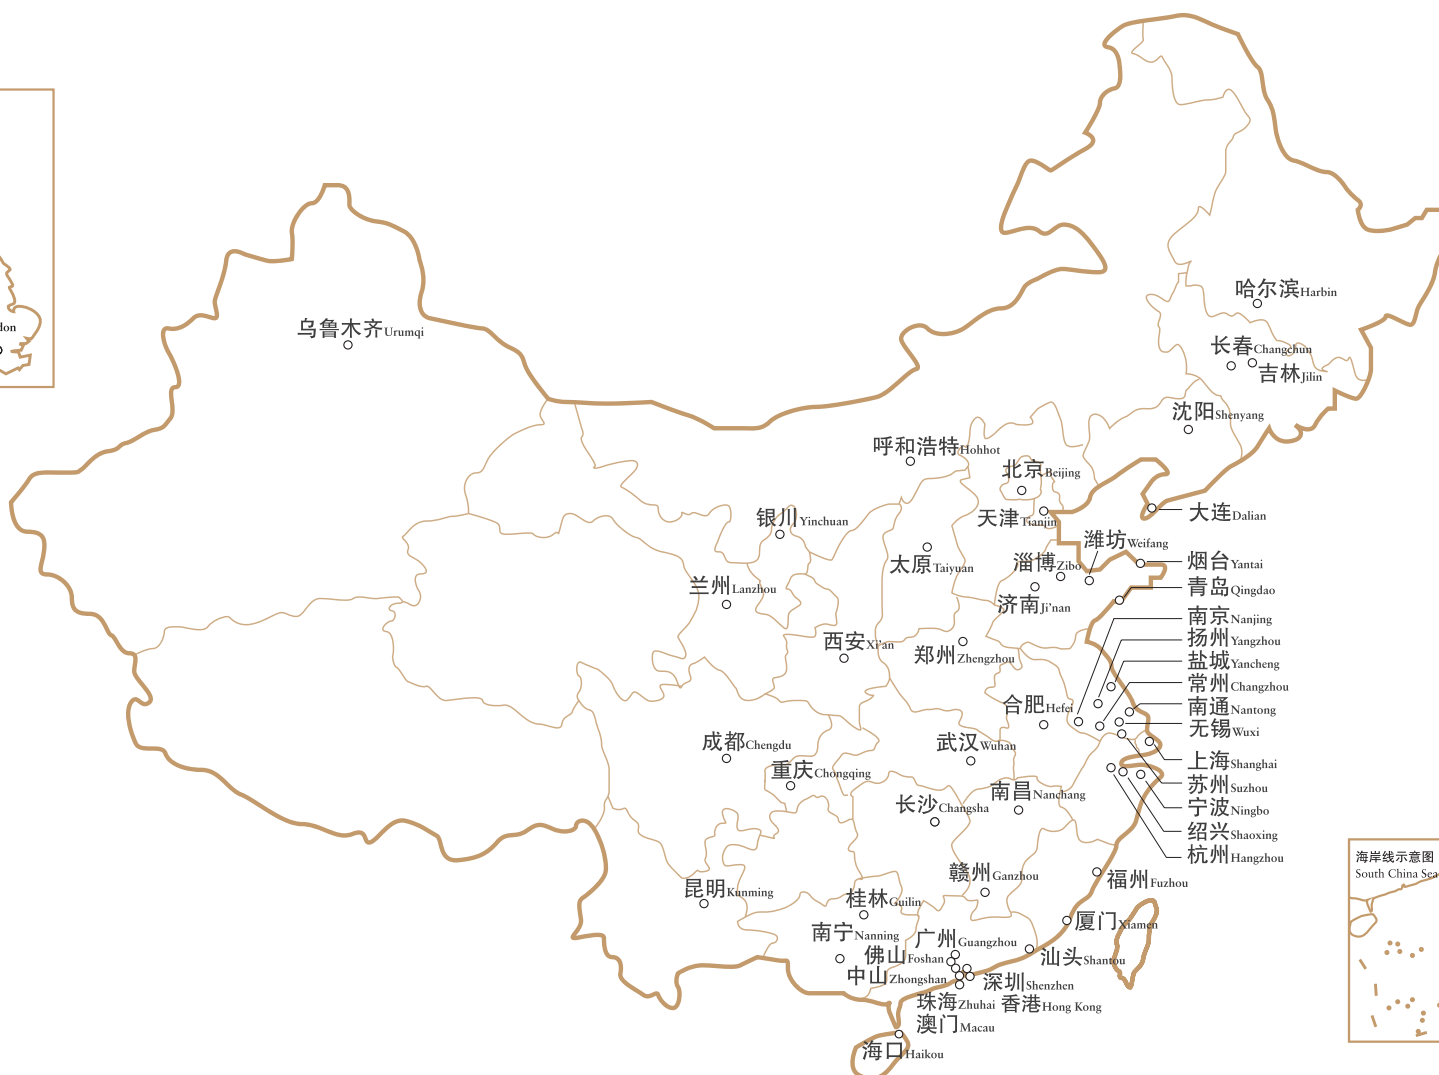 don
哈尔滨Harbin
乌鲁木齐Urumqi
长春Changchun
吉林Jilin
沈阳Shenyang
呼和浩特Hohhot
北京Beijing
大连Dalian
银川Yinchuan
天津Tianjin
潍坊Weifang
太原Taiyuan
淄博Zibo
烟台Yantai
兰州Lanzhou
青岛Qingdao
济南Ji'nan
南京Nanjing
西安Xi'an
扬州Yangzhou
郑州Zhengzhou
盐城Yancheng
常州Changzhou
合肥Hefei
南通Nantong
无锡Wuxi
成都Chengdu
武汉Wuhan
上海Shanghai
重庆Chongqing
苏州Suzhou
南昌Nanchang
长沙Changsha
宁波Ningbo
绍兴Shaoxing
杭州Hangzhou
海岸线示意图
South China Sea
赣州Ganzhou
福州Fuzhou
昆明Kunming
桂林Guilin
厦门Xiamen
南宁Nanning
广州Guangzhou
佛山Foshan
汕头Shantou
中山Zhongshan
深圳Shenzhen
珠海Zhuhai
香港Hong Kong
澳门Macau
海口Haikou